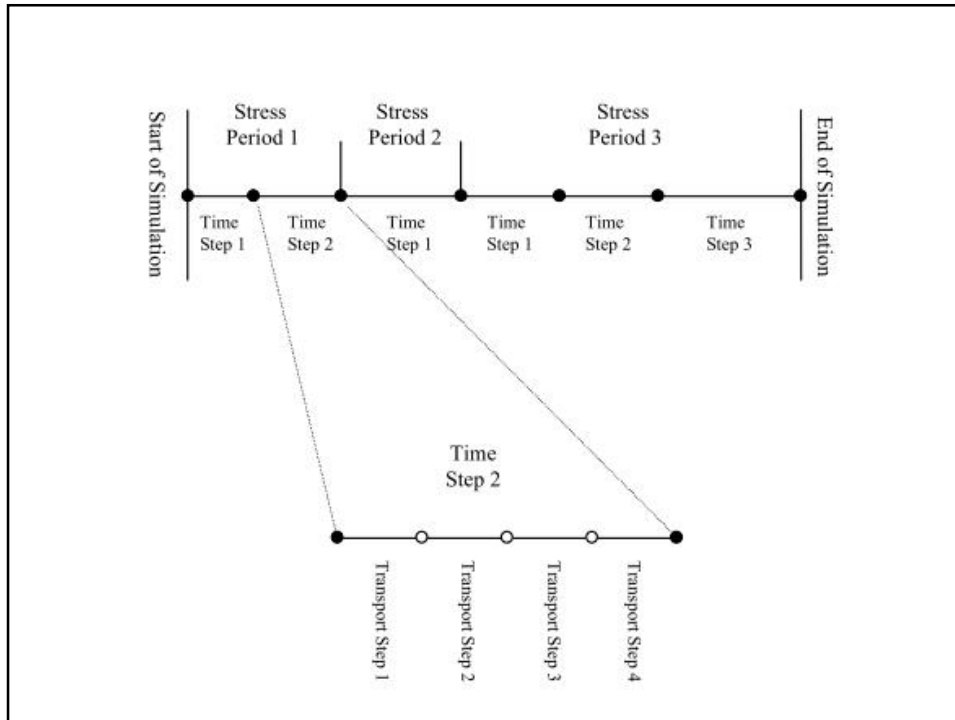 Start of Simulation
Stress
Period 1
Stress
Period 2
Stress
Period 3
End of Simulation
Time
Step 1
Time
Step 2
Time
Step 1
Time
Step 1
Time
Step 2
Time
Step 3
Time
Step 2
Transport Step 1
Transport Step 2
Transport Step 3
Transport Step 4